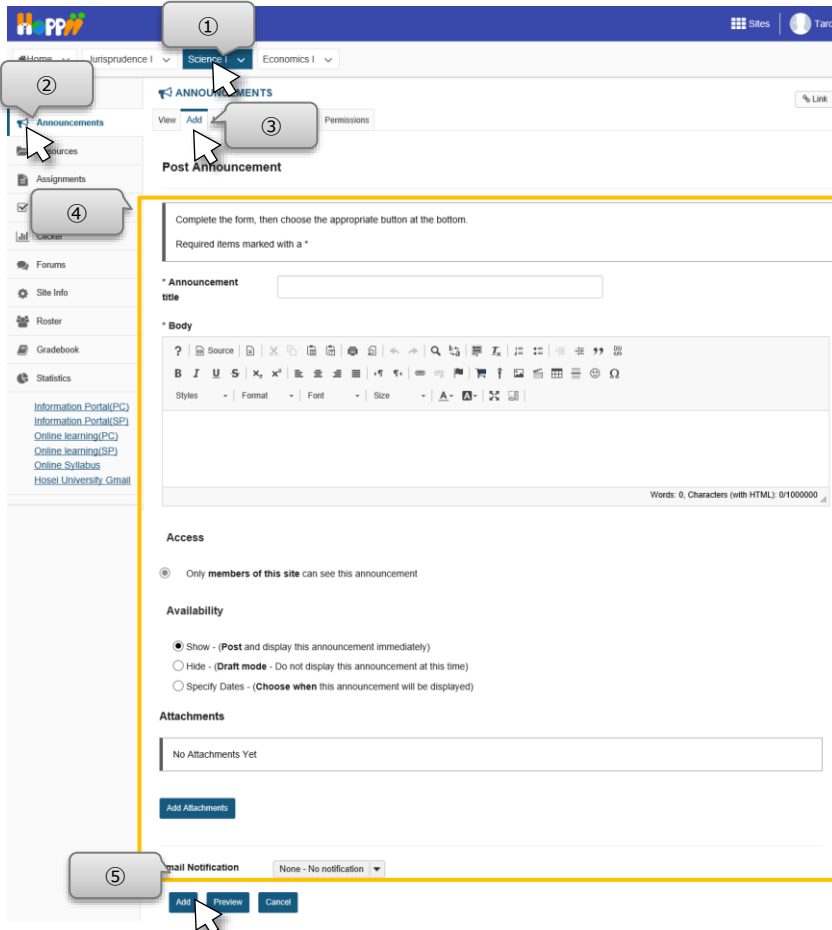 HOPPII
①
Sites
Taro
Home
Jurisprudence I
Science I
Economics I
②
ANNOUNCEMENTS
Link
Announcements
View Add
③
Permissions
Resources
Post Announcement
Assignments
④
Complete the form, then choose the appropriate button at the bottom.
Clicker
Required items marked with a *
Forums
* Announcement
title
Site Info
Roster
* Body
Gradebook
? Source
Statistics
B I U S x₂ x² Ω
Styles Format Font Size A A
Information Portal(PC)
Information Portal(SP)
Online learning(PC)
Online learning(SP)
Online Syllabus
Hosei University Gmail
Words: 0, Characters (with HTML): 0/1000000
Access
Only members of this site can see this announcement
Availability
Show - (Post and display this announcement immediately)
Hide - (Draft mode - Do not display this announcement at this time)
Specify Dates - (Choose when this announcement will be displayed)
Attachments
No Attachments Yet
Add Attachments
⑤
mail Notification
None - No notification
Add Preview Cancel